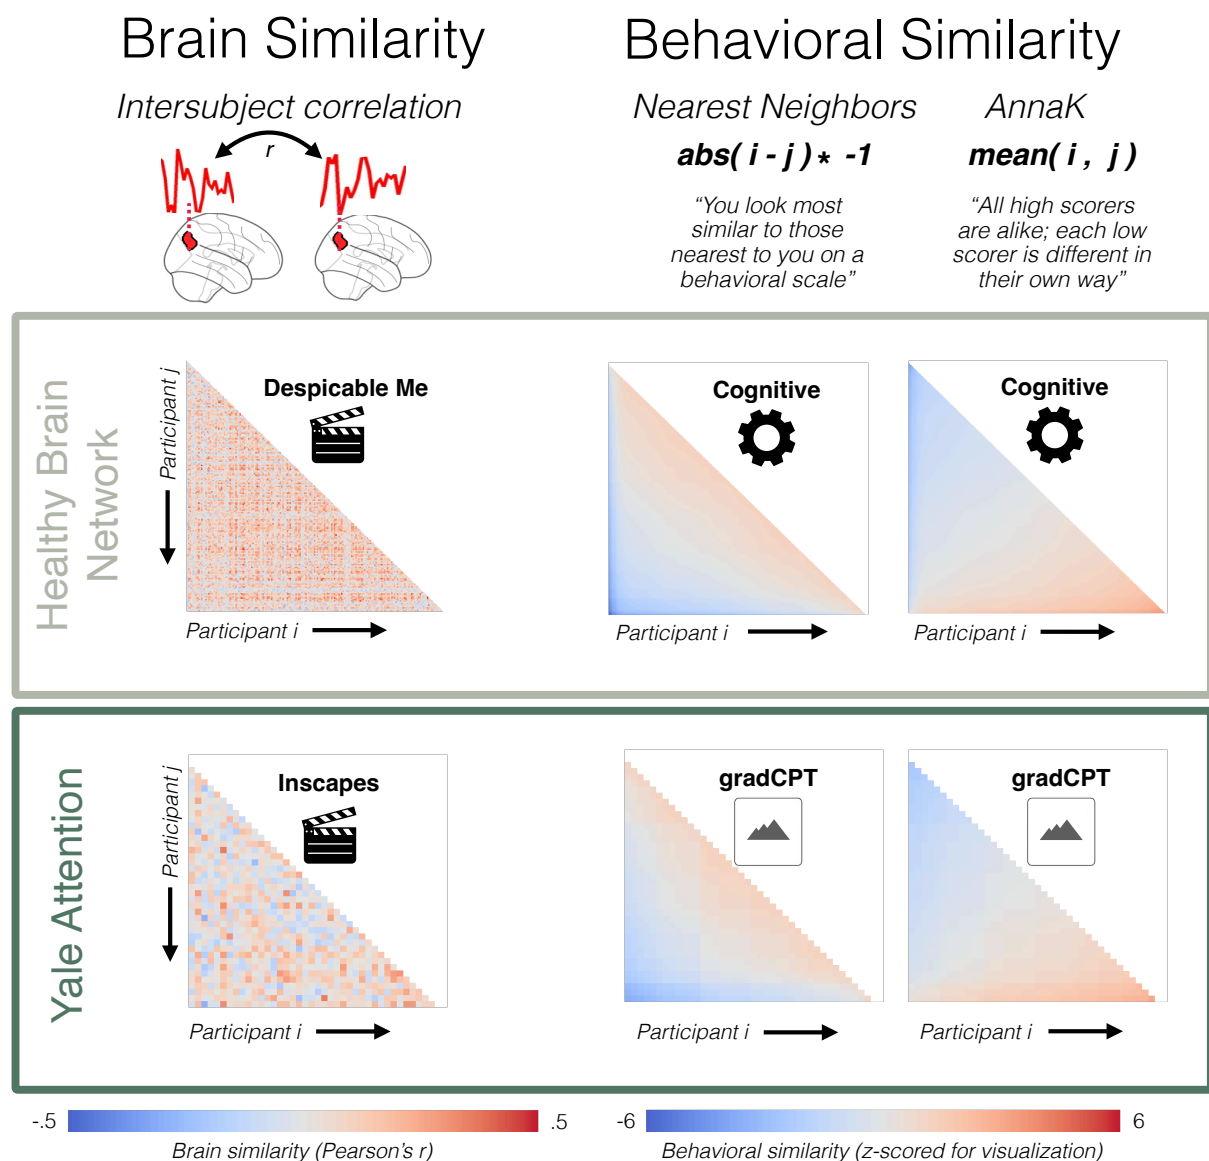 Brain Similarity
Behavioral Similarity
Intersubject correlation
r
Nearest Neighbors
abs( i - j ) * -1
“You look most
similar to those
nearest to you on a
behavioral scale”
AnnaK
mean( i , j )
“All high scorers
are alike; each low
scorer is different in
their own way”
Healthy Brain
Network
Participant j
Despicable Me
Participant i
Cognitive
Participant i
Cognitive
Participant i
Yale Attention
Participant j
Inscapes
Participant i
gradCPT
Participant i
gradCPT
Participant i
-.5
.5
Brain similarity (Pearson’s r)
-6
6
Behavioral similarity (z-scored for visualization)